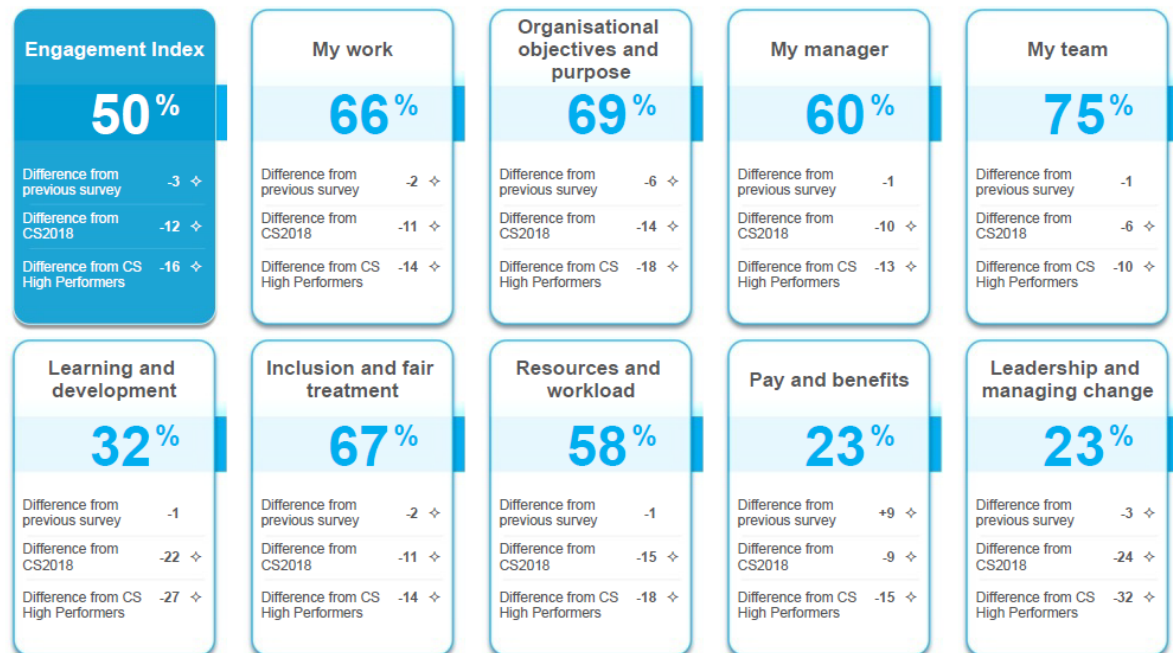 Engagement Index
50%
Difference from
previous survey -3 ✧
Difference from
CS2018 -12 ✧
Difference from CS
High Performers -16 ✧
My work
66%
Difference from
previous survey -2 ✧
Difference from
CS2018 -11 ✧
Difference from CS
High Performers -14 ✧
Organisational
objectives and
purpose
69%
Difference from
previous survey -6 ✧
Difference from
CS2018 -14 ✧
Difference from CS
High Performers -18 ✧
My manager
60%
Difference from
previous survey -1
Difference from
CS2018 -10 ✧
Difference from CS
High Performers -13 ✧
My team
75%
Difference from
previous survey -1
Difference from
CS2018 -6 ✧
Difference from CS
High Performers -10 ✧
Learning and
development
32%
Difference from
previous survey -1
Difference from
CS2018 -22 ✧
Difference from CS
High Performers -27 ✧
Inclusion and fair
treatment
67%
Difference from
previous survey -2 ✧
Difference from
CS2018 -11 ✧
Difference from CS
High Performers -14 ✧
Resources and
workload
58%
Difference from
previous survey -1
Difference from
CS2018 -15 ✧
Difference from CS
High Performers -18 ✧
Pay and benefits
23%
Difference from
previous survey +9 ✧
Difference from
CS2018 -9 ✧
Difference from CS
High Performers -15 ✧
Leadership and
managing change
23%
Difference from
previous survey -3 ✧
Difference from
CS2018 -24 ✧
Difference from CS
High Performers -32 ✧